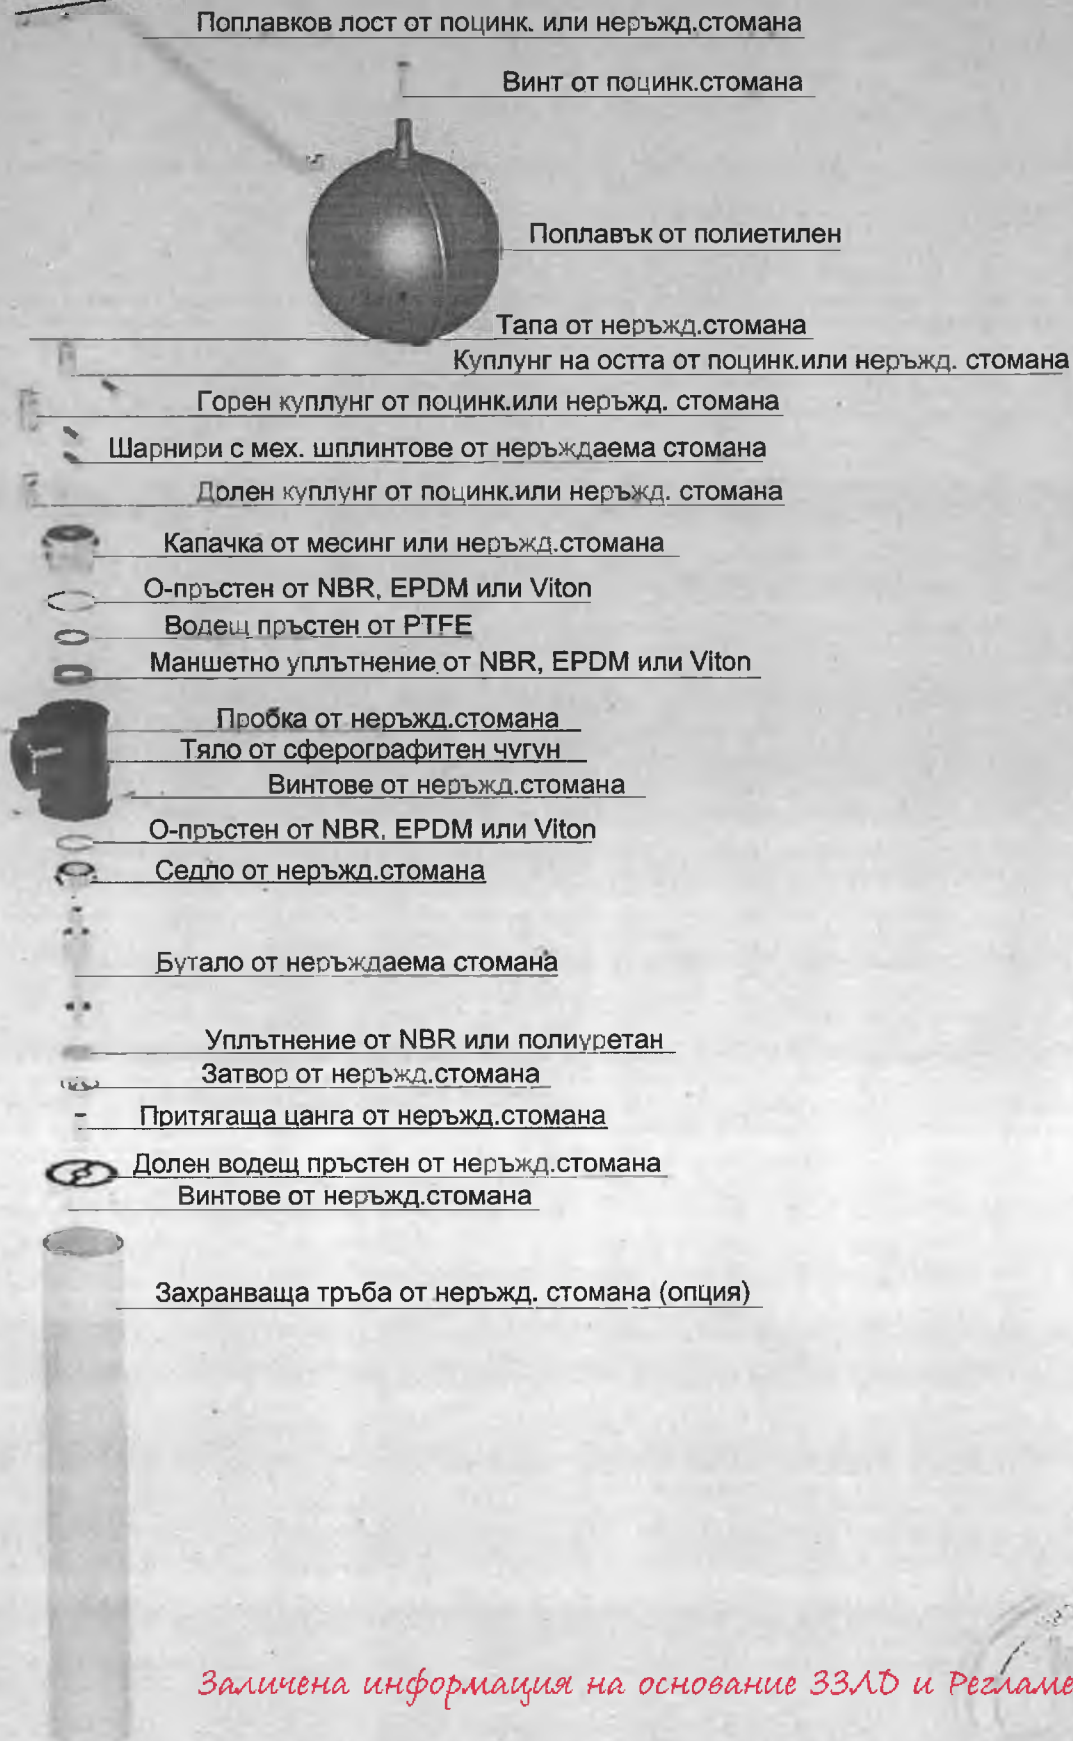 Поплавков лост от поцинк. или неръжд.стомана
Винт от поцинк.стомана
Поплавък от полиетилен
Тапа от неръжд.стомана
Куплунг на остта от поцинк.или неръжд. стомана
Горен куплунг от поцинк.или неръжд. стомана
Шарнири с мех. шплинтове от неръждаема стомана
Долен куплунг от поцинк.или неръжд. стомана
Капачка от месинг или неръжд.стомана
О-пръстен от NBR, EPDM или Viton
Водещ пръстен от PTFE
Маншетно уплътнение от NBR, EPDM или Viton
Пробка от неръжд.стомана
Тяло от сферографитен чугун
Винтове от неръжд.стомана
О-пръстен от NBR, EPDM или Viton
Седло от неръжд.стомана
Бутало от неръждаема стомана
Уплътнение от NBR или полиуретан
Затвор от неръжд.стомана
Притягаща цанга от неръжд.стомана
Долен водещ пръстен от неръжд.стомана
Винтове от неръжд.стомана
Захранваща тръба от неръжд. стомана (опция)
Заличена информация на основание ЗЗЛD и